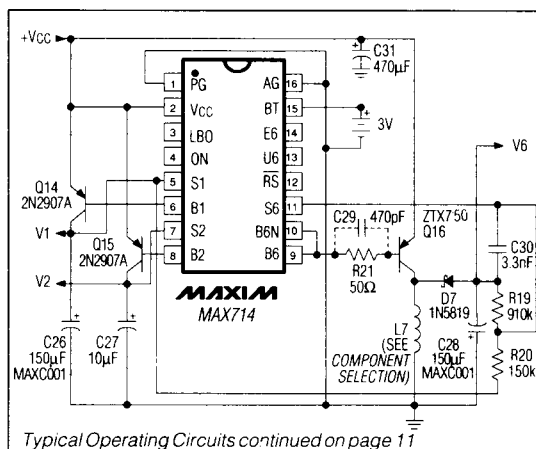 +VCC
C31
470µF
1 PG AG 16
2 VCC BT 15
3 LBO E6 14
4 ON U6 13
5 S1 RS 12
6 B1 S6 11
7 S2 B6N 10
8 B2 B6 9
3V
V6
Q14
2N2907A
V1
Q15
2N2907A
V2
C29 470pF
R21
50Ω
ZTX750
Q16
C30
3.3nF
MAXIM
MAX714
D7
1N5819
R19
910k
C26
150µF
MAXC001
C27
10µF
L7
(SEE
COMPONENT
SELECTION)
C28
150µF
MAXC001
R20
150k
Typical Operating Circuits continued on page 11